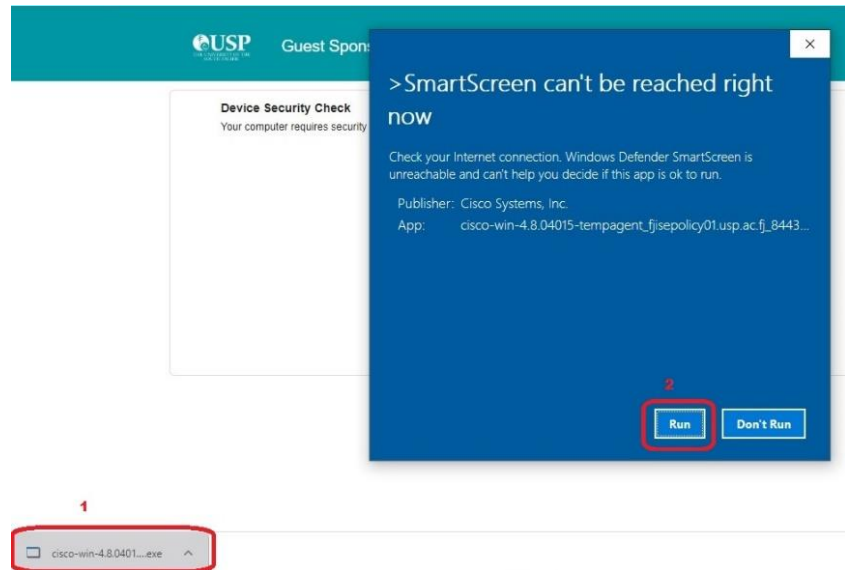 USP
Guest Spons
Device Security Check
Your computer requires security
>SmartScreen can't be reached right
now
Check your Internet connection. Windows Defender SmartScreen is
unreachable and can't help you decide if this app is ok to run.
Publisher: Cisco Systems, Inc.
App: cisco-win-4.8.04015-tempagent_fjisepolicy01.usp.ac.fj_8443...
2
Run
Don't Run
1
cisco-win-4.8.0401....exe